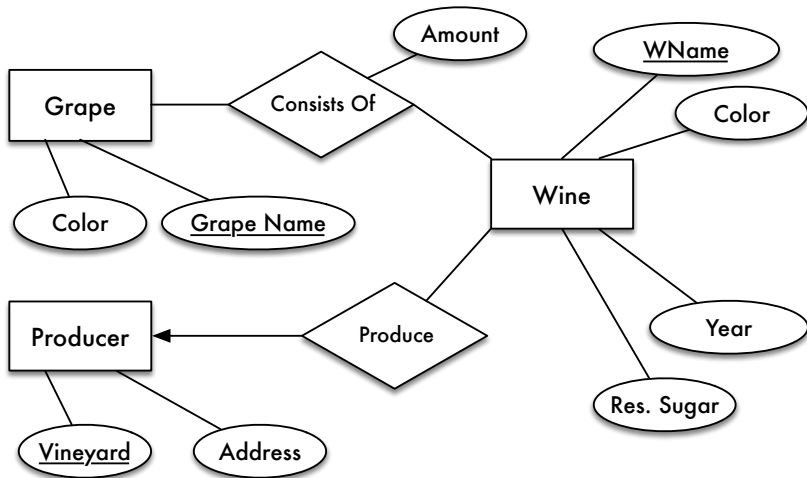 Amount
WName
Grape
Consists Of
Color
Wine
Color
Grape Name
Producer
Produce
Year
Res. Sugar
Vineyard
Address